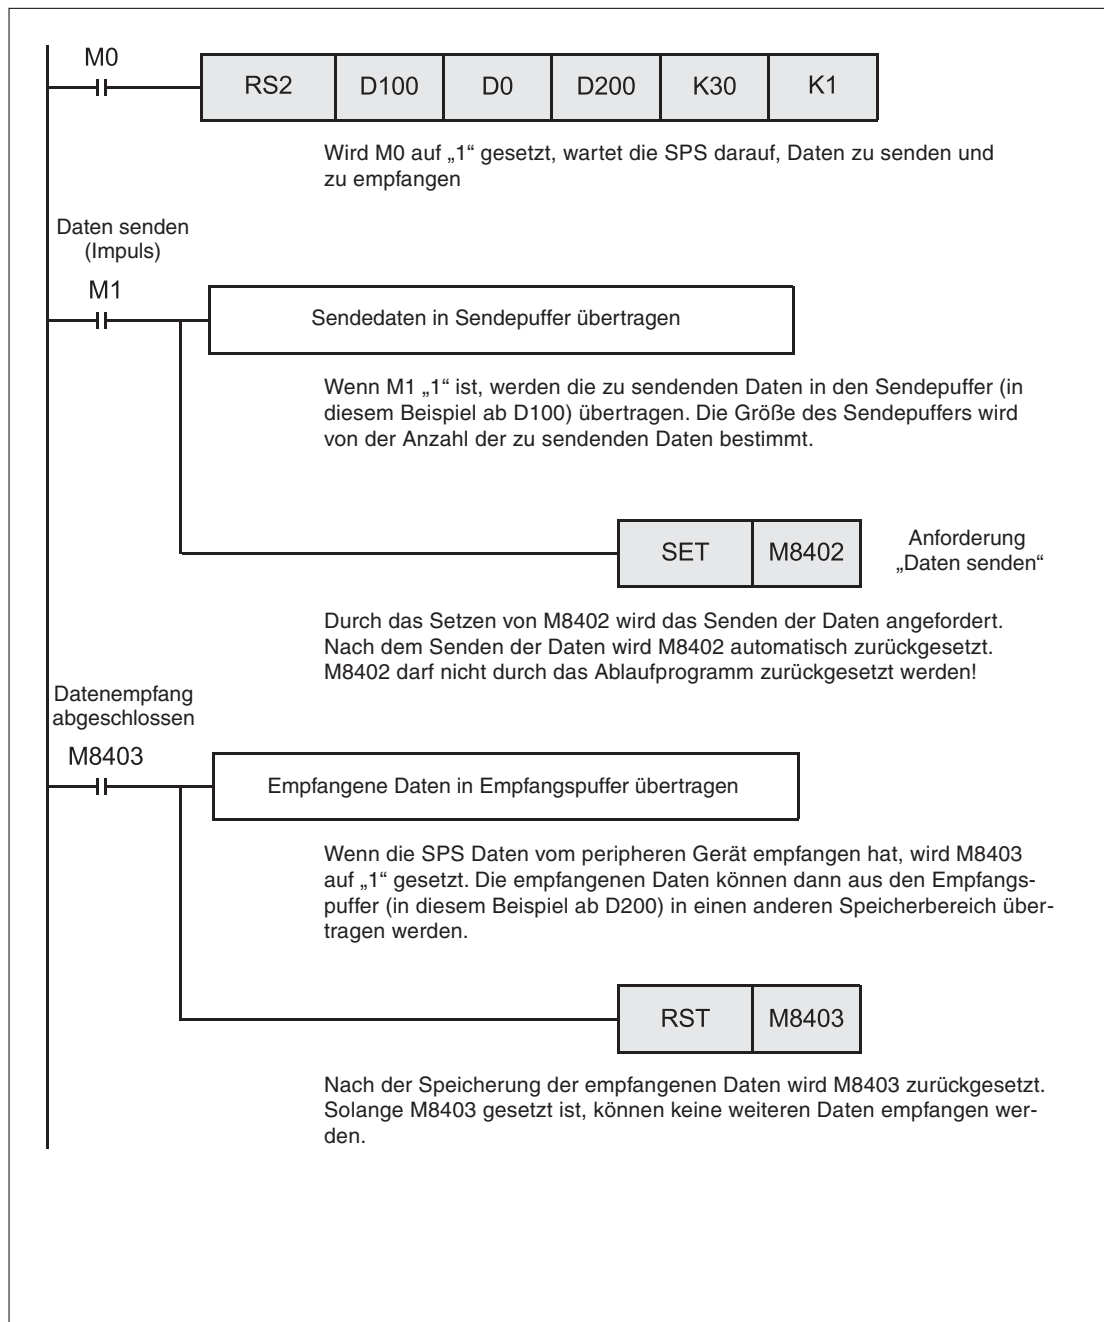 M0
RS2 D100 D0 D200 K30 K1
Wird M0 auf „1“ gesetzt, wartet die SPS darauf, Daten zu senden und
zu empfangen
Daten senden
(Impuls)
M1
Sendedaten in Sendepuffer übertragen
Wenn M1 „1“ ist, werden die zu sendenden Daten in den Sendepuffer (in
diesem Beispiel ab D100) übertragen. Die Größe des Sendepuffers wird
von der Anzahl der zu sendenden Daten bestimmt.
SET M8402
Anforderung
„Daten senden“
Durch das Setzen von M8402 wird das Senden der Daten angefordert.
Nach dem Senden der Daten wird M8402 automatisch zurückgesetzt.
M8402 darf nicht durch das Ablaufprogramm zurückgesetzt werden!
Datenempfang
abgeschlossen
M8403
Empfangene Daten in Empfangspuffer übertragen
Wenn die SPS Daten vom peripheren Gerät empfangen hat, wird M8403
auf „1“ gesetzt. Die empfangenen Daten können dann aus den Empfangs-
puffer (in diesem Beispiel ab D200) in einen anderen Speicherbereich über-
tragen werden.
RST M8403
Nach der Speicherung der empfangenen Daten wird M8403 zurückgesetzt.
Solange M8403 gesetzt ist, können keine weiteren Daten empfangen wer-
den.